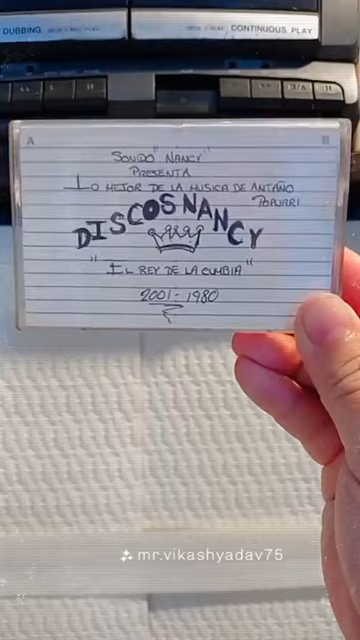 DUBBING
CONTINUOUS PLAY
A
B
SONIDO "NANCY"
PRESENTA
LO MEJOR DE LA MUSICA DE ANTAÑO
POPURRI
DISCOS NANCY
"EL REY DE LA CUMBIA"
2001-1980
mr.vikashyadav75